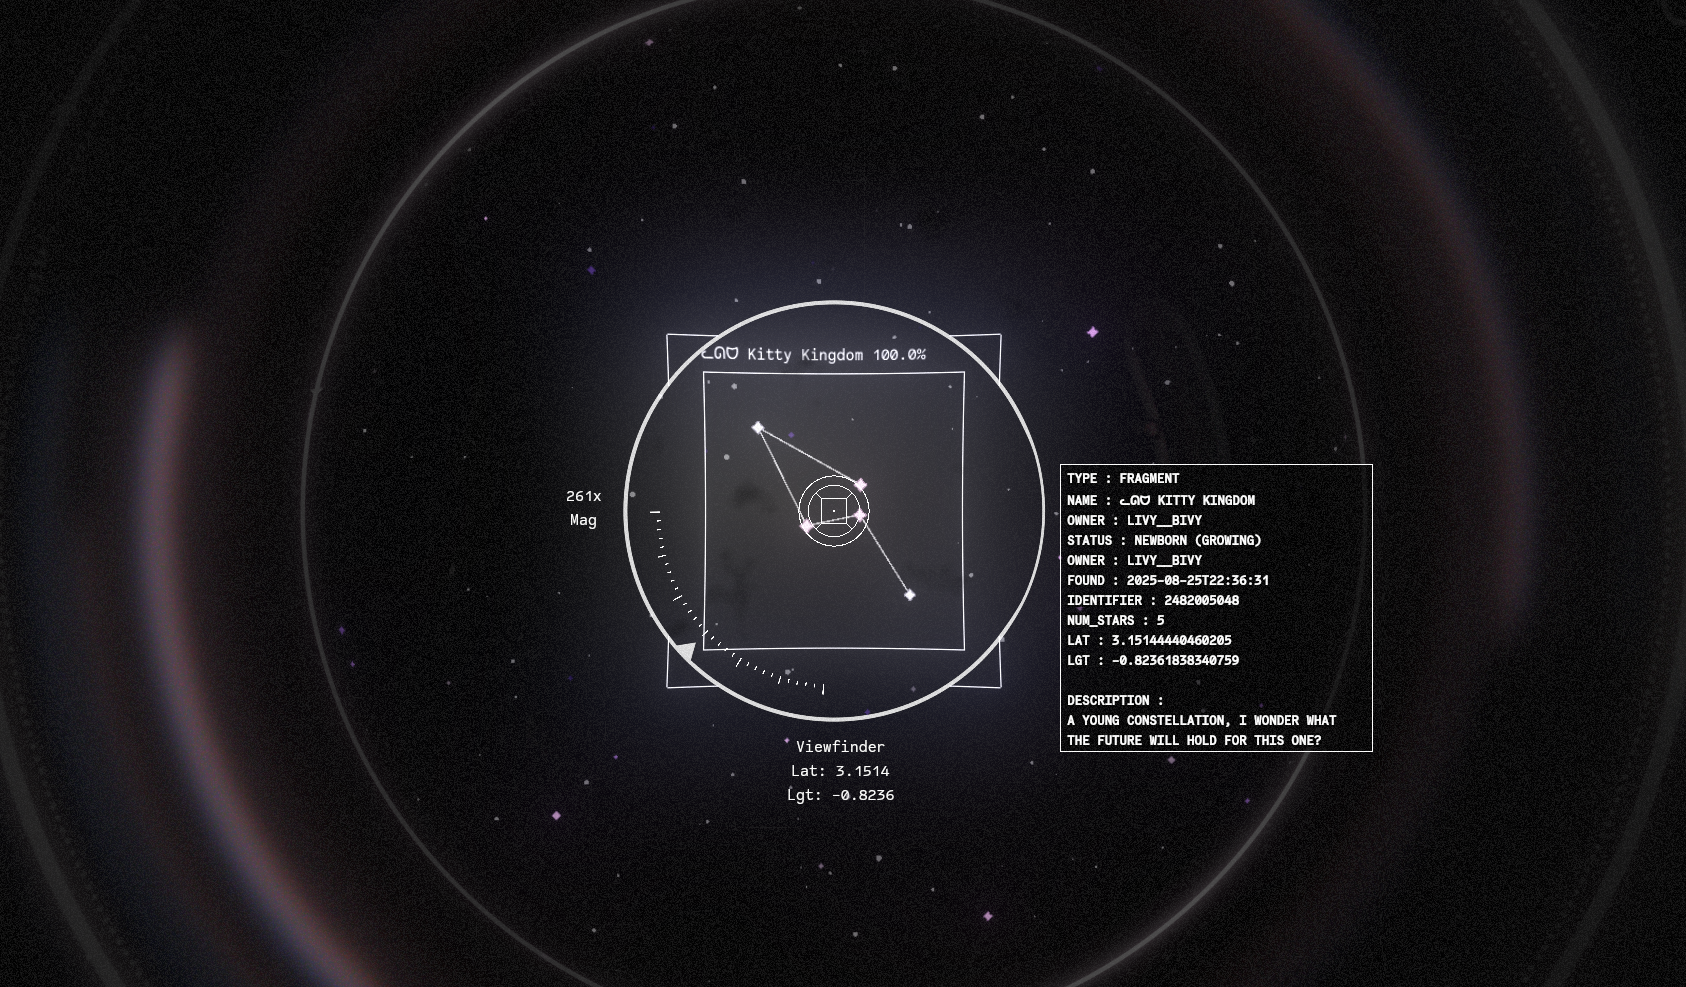 ᓚᘏᗢ Kitty Kingdom 100.0%
261x
Mag
Viewfinder
Lat: 3.1514
Lgt: -0.8236
TYPE : FRAGMENT
NAME : ᓚᘏᗢ KITTY KINGDOM
OWNER : LIVY__BIVY
STATUS : NEWBORN (GROWING)
OWNER : LIVY__BIVY
FOUND : 2025-08-25T22:36:31
IDENTIFIER : 2482005048
NUM_STARS : 5
LAT : 3.15144440460205
LGT : -0.82361838340759
DESCRIPTION :
A YOUNG CONSTELLATION, I WONDER WHAT
THE FUTURE WILL HOLD FOR THIS ONE?